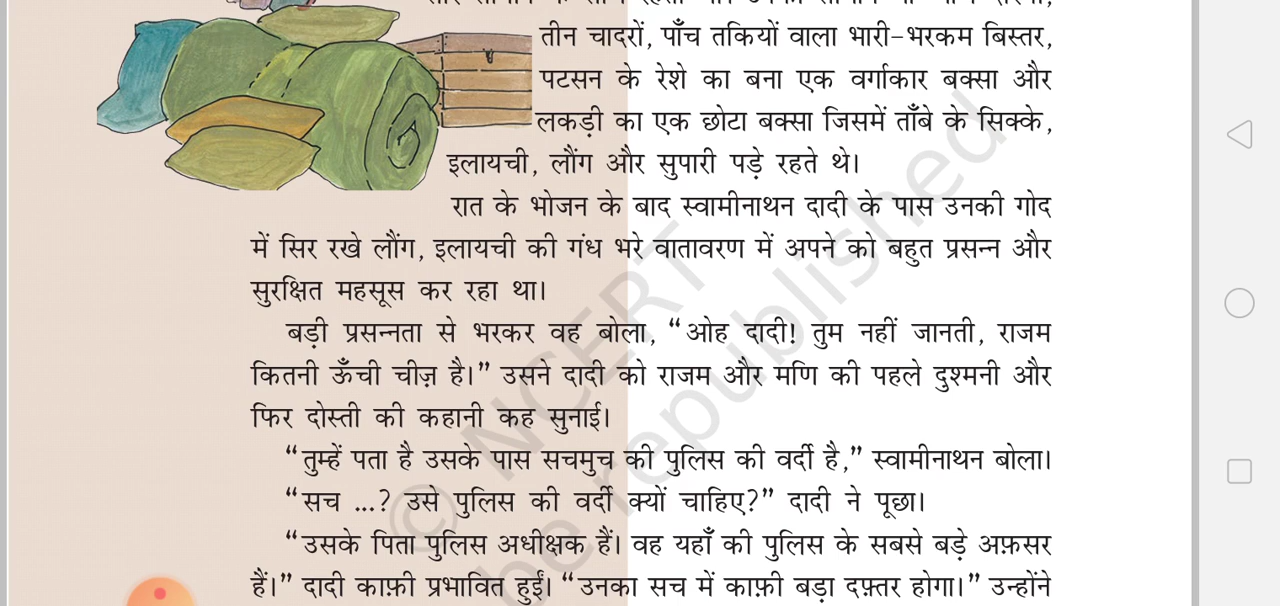 तीन चादरों, पाँच तकियों वाला भारी-भरकम बिस्तर,
पटसन के रेशे का बना एक वर्गाकार बक्सा और
लकड़ी का एक छोटा बक्सा जिसमें ताँबे के सिक्के,
इलायची, लौंग और सुपारी पड़े रहते थे।
रात के भोजन के बाद स्वामीनाथन दादी के पास उनकी गोद
में सिर रखे लौंग, इलायची की गंध भरे वातावरण में अपने को बहुत प्रसन्न और
सुरक्षित महसूस कर रहा था।
बड़ी प्रसन्नता से भरकर वह बोला, “ओह दादी! तुम नहीं जानती, राजम
कितनी ऊँची चीज़ है।” उसने दादी को राजम और मणि की पहले दुश्मनी और
फिर दोस्ती की कहानी कह सुनाई।
“तुम्हें पता है उसके पास सचमुच की पुलिस की वर्दी है,” स्वामीनाथन बोला।
“सच ...? उसे पुलिस की वर्दी क्यों चाहिए?” दादी ने पूछा।
“उसके पिता पुलिस अधीक्षक हैं। वह यहाँ की पुलिस के सबसे बड़े अफ़सर
हैं।” दादी काफ़ी प्रभावित हुईं। “उनका सच में काफ़ी बड़ा दफ़्तर होगा।” उन्होंने
© NCERT
be republished